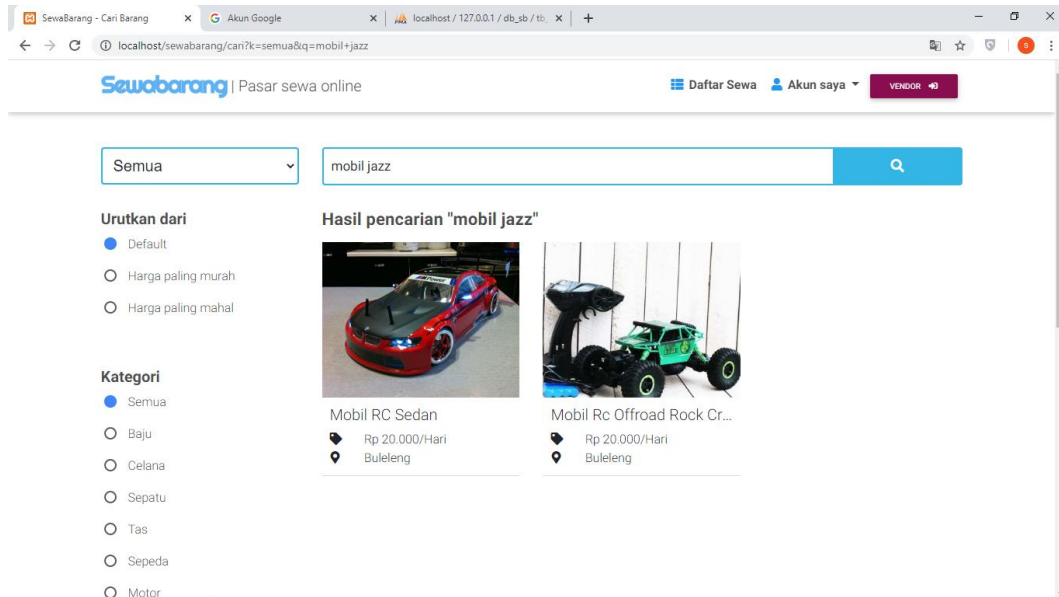 SewaBarang - Cari Barang
Akun Google
localhost / 127.0.0.1 / db_sb / tb_
localhost/sewabarang/cari?k=semua&q=mobil+jazz
Sewabarang | Pasar sewa online
Daftar Sewa
Akun saya
VENDOR
Semua
mobil jazz
Urutkan dari
Default
Harga paling murah
Harga paling mahal
Kategori
Semua
Baju
Celana
Sepatu
Tas
Sepeda
Motor
Hasil pencarian "mobil jazz"
Mobil RC Sedan
Rp 20.000/Hari
Buleleng
Mobil Rc Offroad Rock Cr...
Rp 20.000/Hari
Buleleng